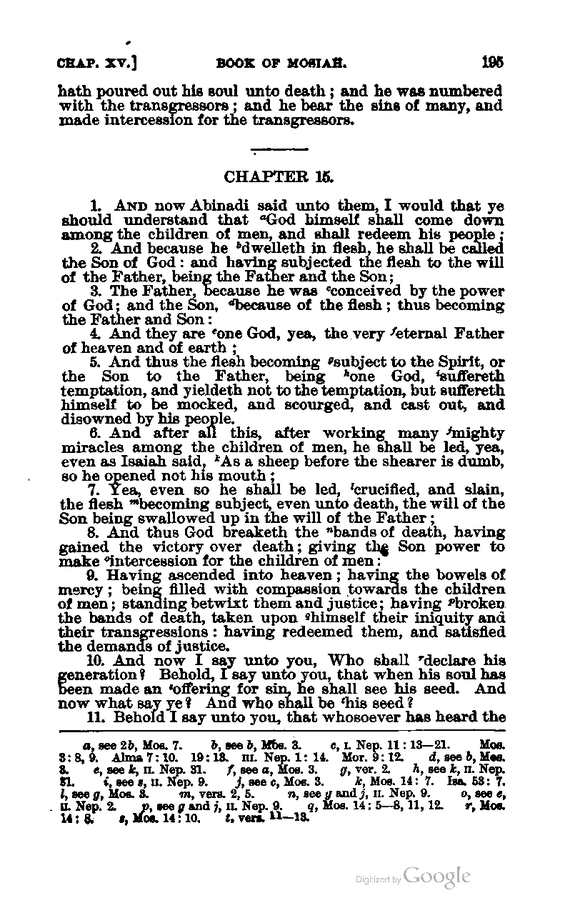 CHAP. XV.] BOOK OF MOSIAH. 195
hath poured out his soul unto death; and he was numbered
with the transgressors; and he bear the sins of many, and
made intercession for the transgressors.
CHAPTER 15.
1. AND now Abinadi said unto them, I would that ye
should understand that ᵃGod himself shall come down
among the children of men, and shall redeem his people;
2. And because he ᵇdwelleth in flesh, he shall be called
the Son of God: and having subjected the flesh to the will
of the Father, being the Father and the Son;
3. The Father, because he was ᶜconceived by the power
of God; and the Son, ᵈbecause of the flesh; thus becoming
the Father and Son:
4. And they are ᵉone God, yea, the very ᶠeternal Father
of heaven and of earth;
5. And thus the flesh becoming ᵍsubject to the Spirit, or
the Son to the Father, being ʰone God, ⁱsuffereth
temptation, and yieldeth not to the temptation, but suffereth
himself to be mocked, and scourged, and cast out, and
disowned by his people.
6. And after all this, after working many ʲmighty
miracles among the children of men, he shall be led, yea,
even as Isaiah said, ᵏAs a sheep before the shearer is dumb,
so he opened not his mouth;
7. Yea, even so he shall be led, ˡcrucified, and slain,
the flesh ᵐbecoming subject, even unto death, the will of the
Son being swallowed up in the will of the Father;
8. And thus God breaketh the ⁿbands of death, having
gained the victory over death; giving the Son power to
make ᵒintercession for the children of men:
9. Having ascended into heaven; having the bowels of
mercy; being filled with compassion towards the children
of men; standing betwixt them and justice; having ᵖbroken
the bands of death, taken upon ᑫhimself their iniquity and
their transgressions: having redeemed them, and satisfied
the demands of justice.
10. And now I say unto you, Who shall ʳdeclare his
generation? Behold, I say unto you, that when his soul has
been made an ˢoffering for sin, he shall see his seed. And
now what say ye? And who shall be ᵗhis seed?
11. Behold I say unto you, that whosoever has heard the
a, see 2b, Mos. 7. b, see b, Mos. 3. c, I. Nep. 11: 13-21. Mos.
3: 8, 9. Alma 7: 10. 19: 13. III. Nep. 1: 14. Mor. 9: 12. d, see b, Mos.
3. e, see k, II. Nep. 31. f, see a, Mos. 3. g, ver. 2. h, see k, II. Nep.
31. i, see s, II. Nep. 9. j, see c, Mos. 3. k, Mos. 14: 7. Isa. 53: 7.
l, see g, Mos. 3. m, vers. 2, 5. n, see g and j, II. Nep. 9. o, see e,
II. Nep. 2. p, see g and j, II. Nep. 9. q, Mos. 14: 5-8, 11, 12. r, Mos.
14: 8. s, Mos. 14: 10. t, vers. 11-13.
Digitized by Google